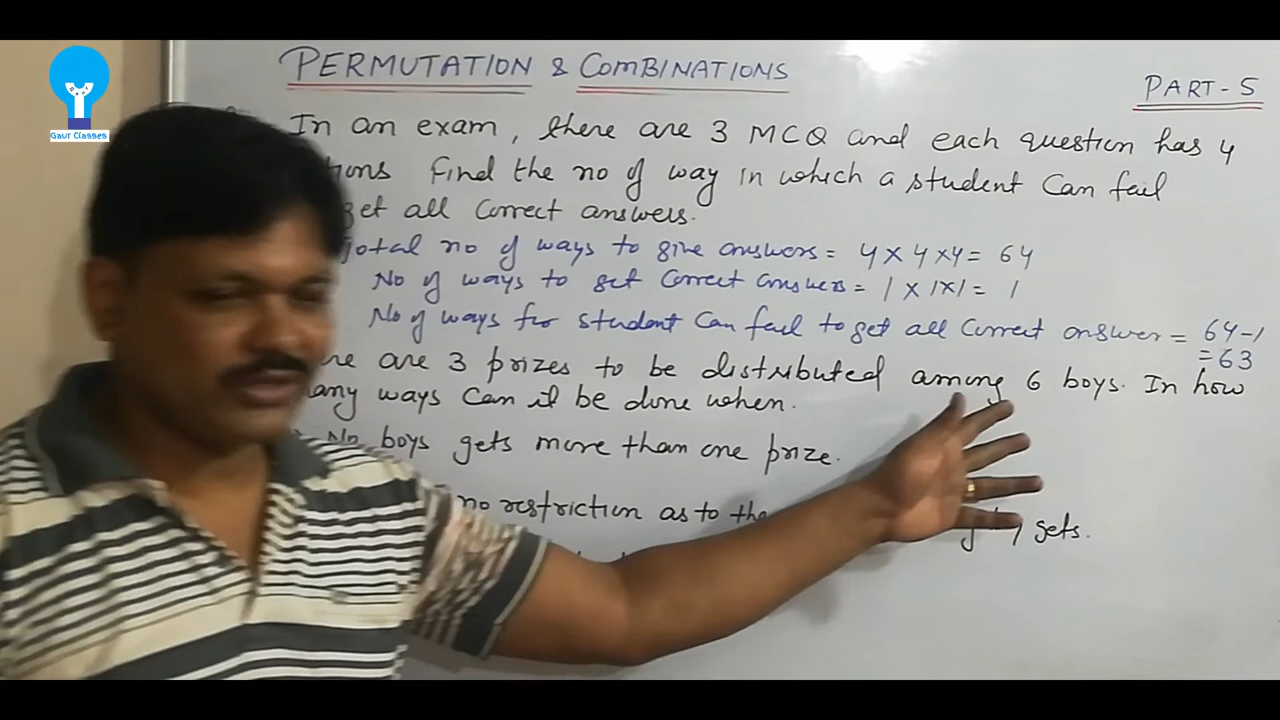 Gaur Classes
PERMUTATION & COMBINATIONS
PART-5
In an exam, there are 3 MCQ and each question has 4
Find the no of way in which a student Can fail
get all Correct answers.
Total no of ways to give answers = 4 x 4 x 4 = 64
No of ways to get Correct answers = 1 x 1 x 1 = 1
No of ways for student Can fail to get all Correct answer = 64-1
= 63
are 3 prizes to be distributed among 6 boys. In how
ways Can it be done when.
No boys gets more than one prize.
no restriction as to the
gets.